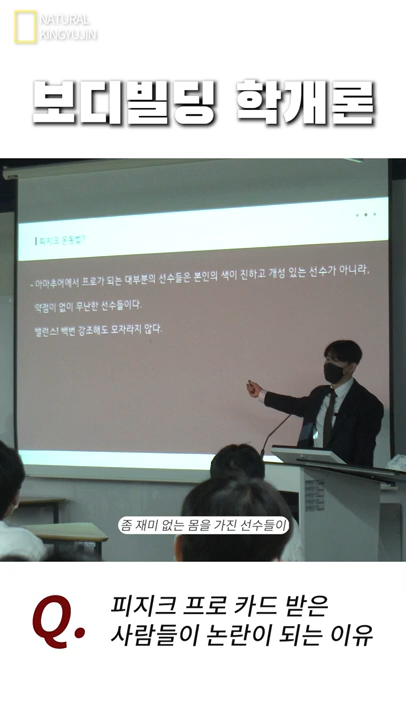 NATURAL
KINGYUJIN
보디빌딩 학개론
피지크 운동법?
- 아마추어에서 프로가 되는 대부분의 선수들은 본인의 색이 진하고 개성 있는 선수가 아니라,
약점이 없이 무난한 선수들이다.
밸런스! 백번 강조해도 모자라지 않다.
좀 재미 없는 몸을 가진 선수들이
Q. 피지크 프로 카드 받은
사람들이 논란이 되는 이유